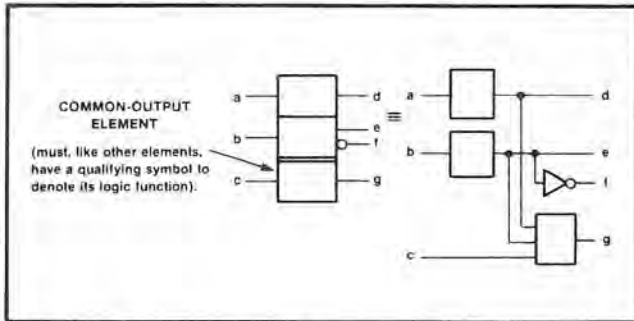 COMMON-OUTPUT
ELEMENT
(must, like other elements,
have a qualifying symbol to
denote its logic function).
a
b
c
d
e
f
g
≡
a
b
c
d
e
f
g